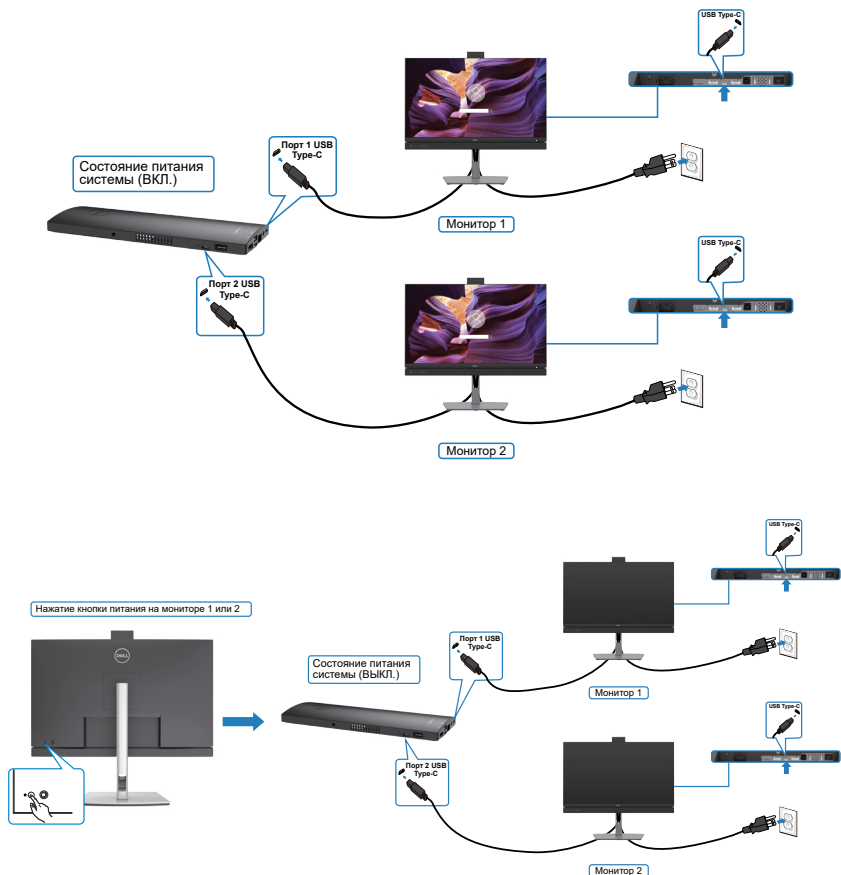 USB Type-C
Порт 1 USB
Type-C
Состояние питания
системы (ВКЛ.)
Монитор 1
USB Type-C
Порт 2 USB
Type-C
Монитор 2
USB Type-C
Нажатие кнопки питания на мониторе 1 или 2
Порт 1 USB
Type-C
DELL
Состояние питания
системы (ВЫКЛ.)
Монитор 1
USB Type-C
Порт 2 USB
Type-C
Монитор 2